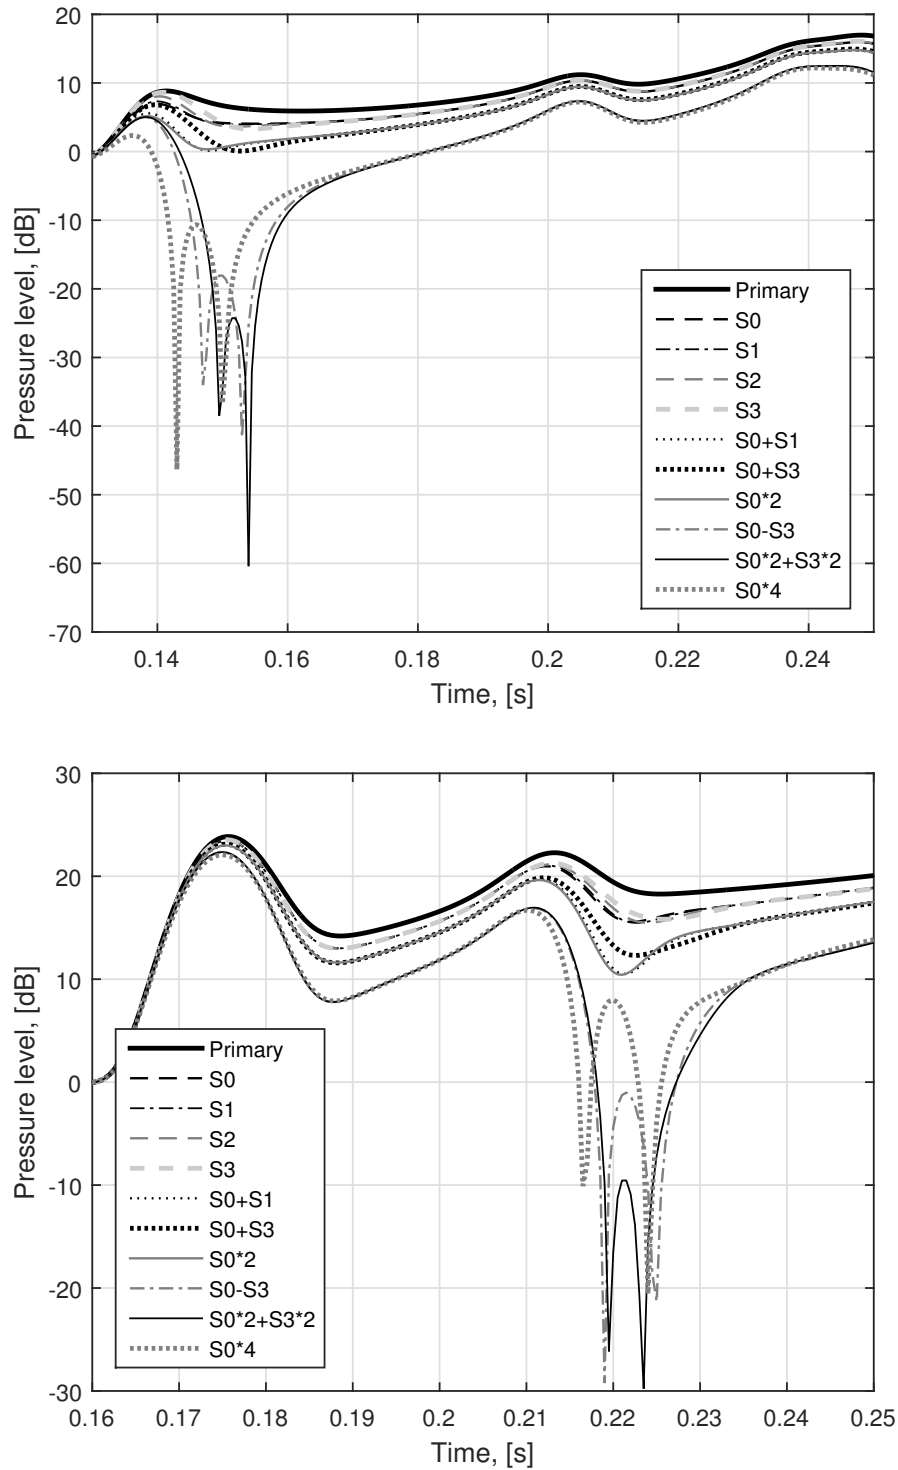 20
10
0
-10
-20
-30
-40
-50
-60
-70
Pressure level, [dB]
Primary
S0
S1
S2
S3
S0+S1
S0+S3
S0*2
S0-S3
S0*2+S3*2
S0*4
0.14 0.16 0.18 0.2 0.22 0.24
Time, [s]
30
20
10
0
-10
-20
-30
Pressure level, [dB]
Primary
S0
S1
S2
S3
S0+S1
S0+S3
S0*2
S0-S3
S0*2+S3*2
S0*4
0.16 0.17 0.18 0.19 0.2 0.21 0.22 0.23 0.24 0.25
Time, [s]